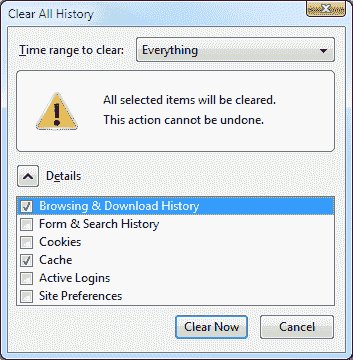 Clear All History
Time range to clear: Everything
All selected items will be cleared.
This action cannot be undone.
Details
Browsing & Download History
Form & Search History
Cookies
Cache
Active Logins
Site Preferences
Clear Now Cancel